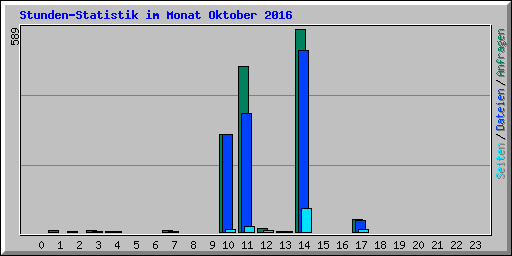 Stunden-Statistik im Monat Oktober 2016
589
Seiten/Dateien/Anfragen
0 1 2 3 4 5 6 7 8 9 10 11 12 13 14 15 16 17 18 19 20 21 22 23